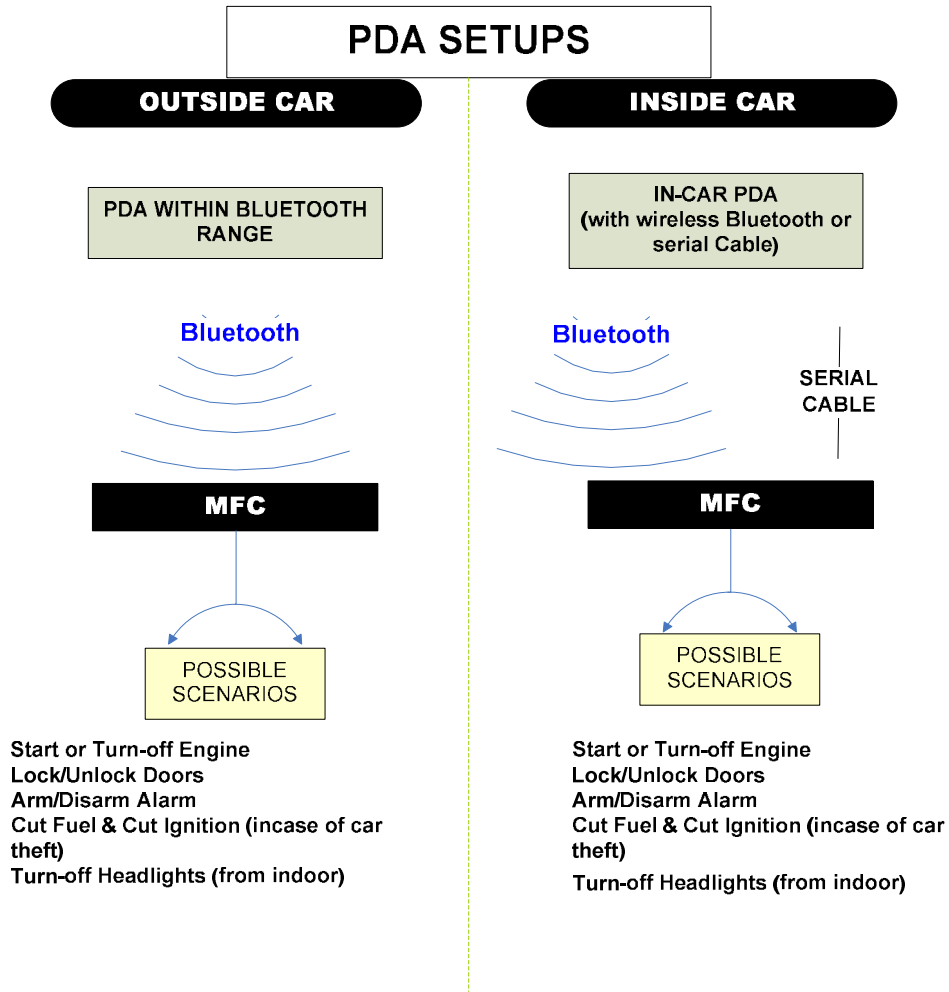 PDA SETUPS
OUTSIDE CAR
PDA WITHIN BLUETOOTH
RANGE
Bluetooth
MFC
POSSIBLE
SCENARIOS
Start or Turn-off Engine
Lock/Unlock Doors
Arm/Disarm Alarm
Cut Fuel & Cut Ignition (incase of car
theft)
Turn-off Headlights (from indoor)
INSIDE CAR
IN-CAR PDA
(with wireless Bluetooth or
serial Cable)
Bluetooth
SERIAL
CABLE
MFC
POSSIBLE
SCENARIOS
Start or Turn-off Engine
Lock/Unlock Doors
Arm/Disarm Alarm
Cut Fuel & Cut Ignition (incase of car
theft)
Turn-off Headlights (from indoor)